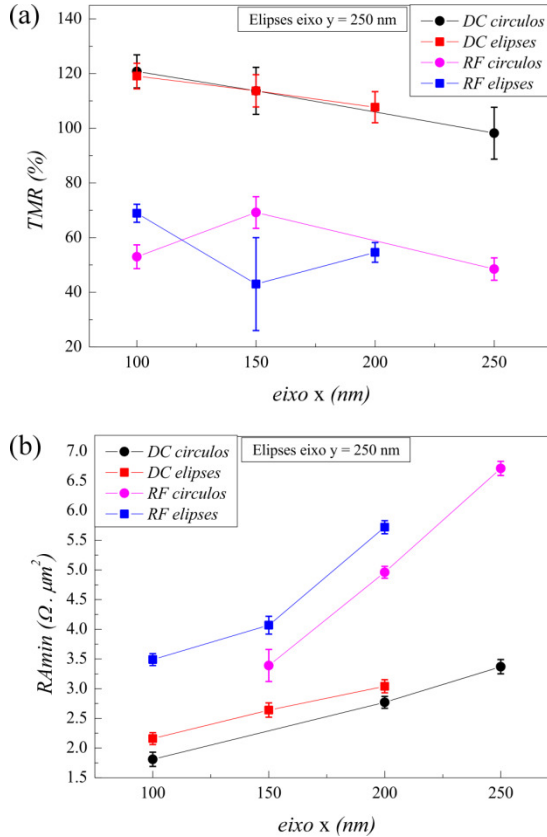 (a)
Elipses eixo y = 250 nm
DC circulos
DC elipses
RF circulos
RF elipses
140
120
100
80
60
40
20
TMR (%)
100 150 200 250
eixo x (nm)
(b)
Elipses eixo y = 250 nm
DC circulos
DC elipses
RF circulos
RF elipses
7.0
6.5
6.0
5.5
5.0
4.5
4.0
3.5
3.0
2.5
2.0
1.5
RAmin (Ω . μm²)
100 150 200 250
eixo x (nm)